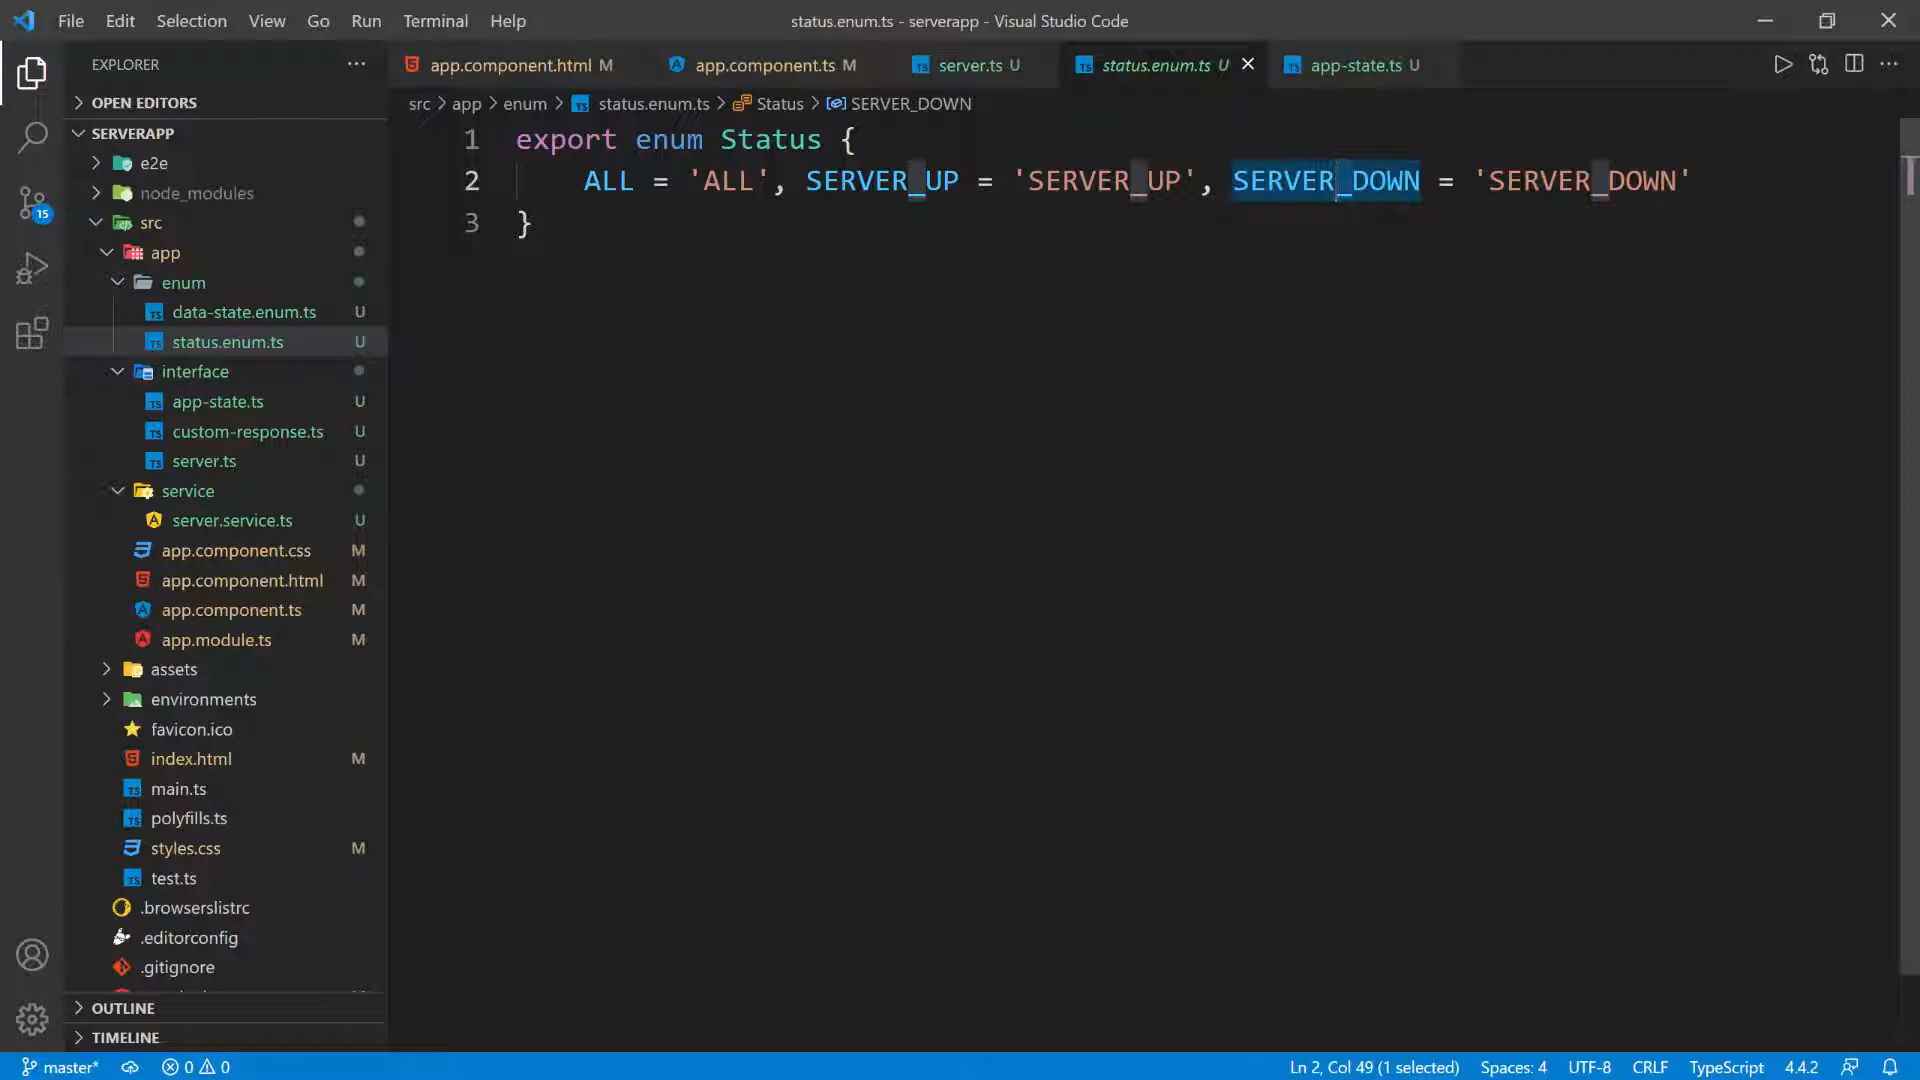 File Edit Selection View Go Run Terminal Help
status.enum.ts - serverapp - Visual Studio Code
EXPLORER
OPEN EDITORS
SERVERAPP
e2e
node_modules
src
app
enum
data-state.enum.ts U
status.enum.ts U
interface
app-state.ts U
custom-response.ts U
server.ts U
service
server.service.ts U
app.component.css M
app.component.html M
app.component.ts M
app.module.ts M
assets
environments
favicon.ico
index.html M
main.ts
polyfills.ts
styles.css M
test.ts
.browserslistrc
.editorconfig
.gitignore
OUTLINE
TIMELINE
15
app.component.html M app.component.ts M server.ts U status.enum.ts U app-state.ts U
src > app > enum > status.enum.ts > Status > SERVER_DOWN
1 export enum Status {
2 ALL = 'ALL', SERVER_UP = 'SERVER_UP', SERVER_DOWN = 'SERVER_DOWN'
3 }
master* 0 0 Ln 2, Col 49 (1 selected) Spaces: 4 UTF-8 CRLF TypeScript 4.4.2